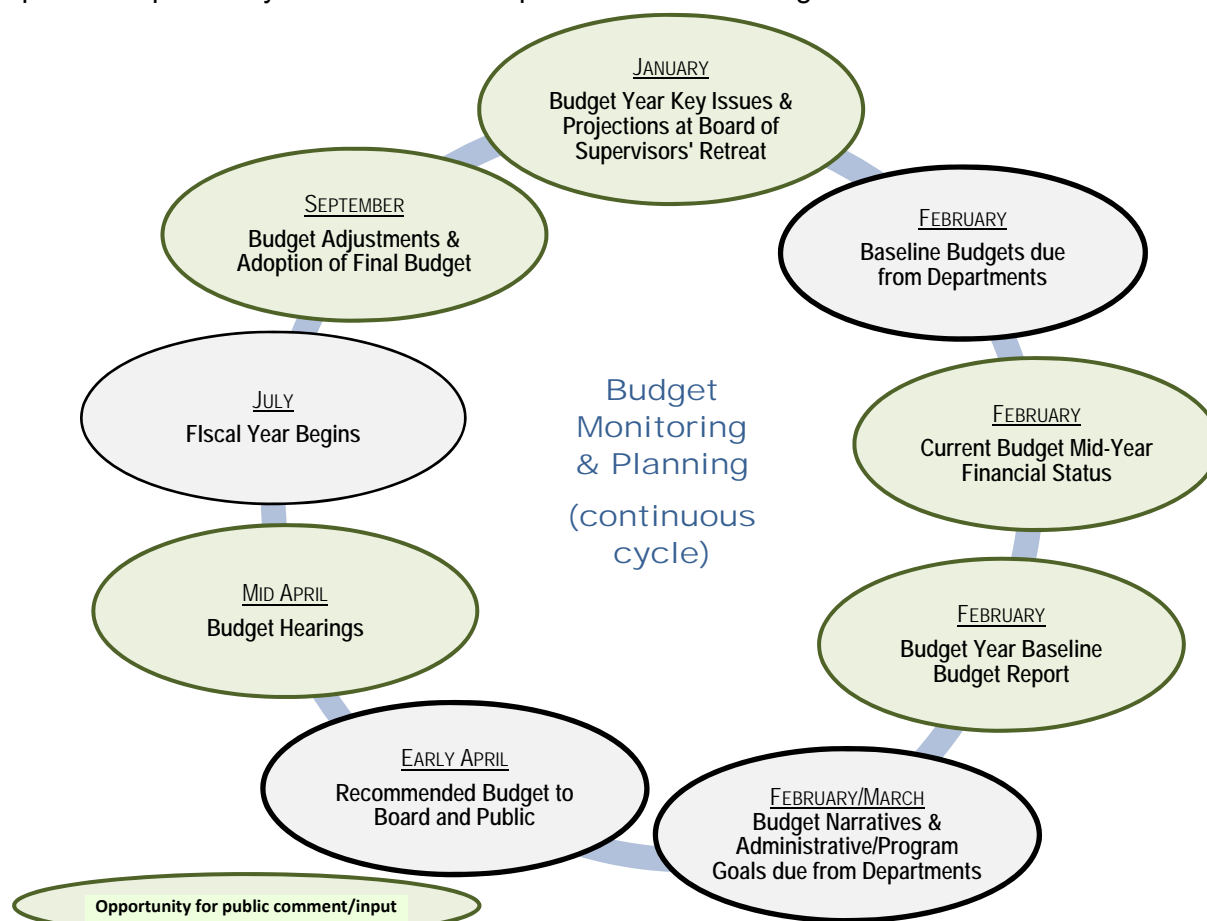 JANUARY
Budget Year Key Issues &
Projections at Board of
Supervisors' Retreat
FEBRUARY
Baseline Budgets due
from Departments
FEBRUARY
Current Budget Mid-Year
Financial Status
FEBRUARY
Budget Year Baseline
Budget Report
FEBRUARY/MARCH
Budget Narratives &
Administrative/Program
Goals due from Departments
EARLY APRIL
Recommended Budget to
Board and Public
MID APRIL
Budget Hearings
JULY
FIscal Year Begins
SEPTEMBER
Budget Adjustments &
Adoption of Final Budget
Budget
Monitoring
& Planning
(continuous
cycle)
Opportunity for public comment/input